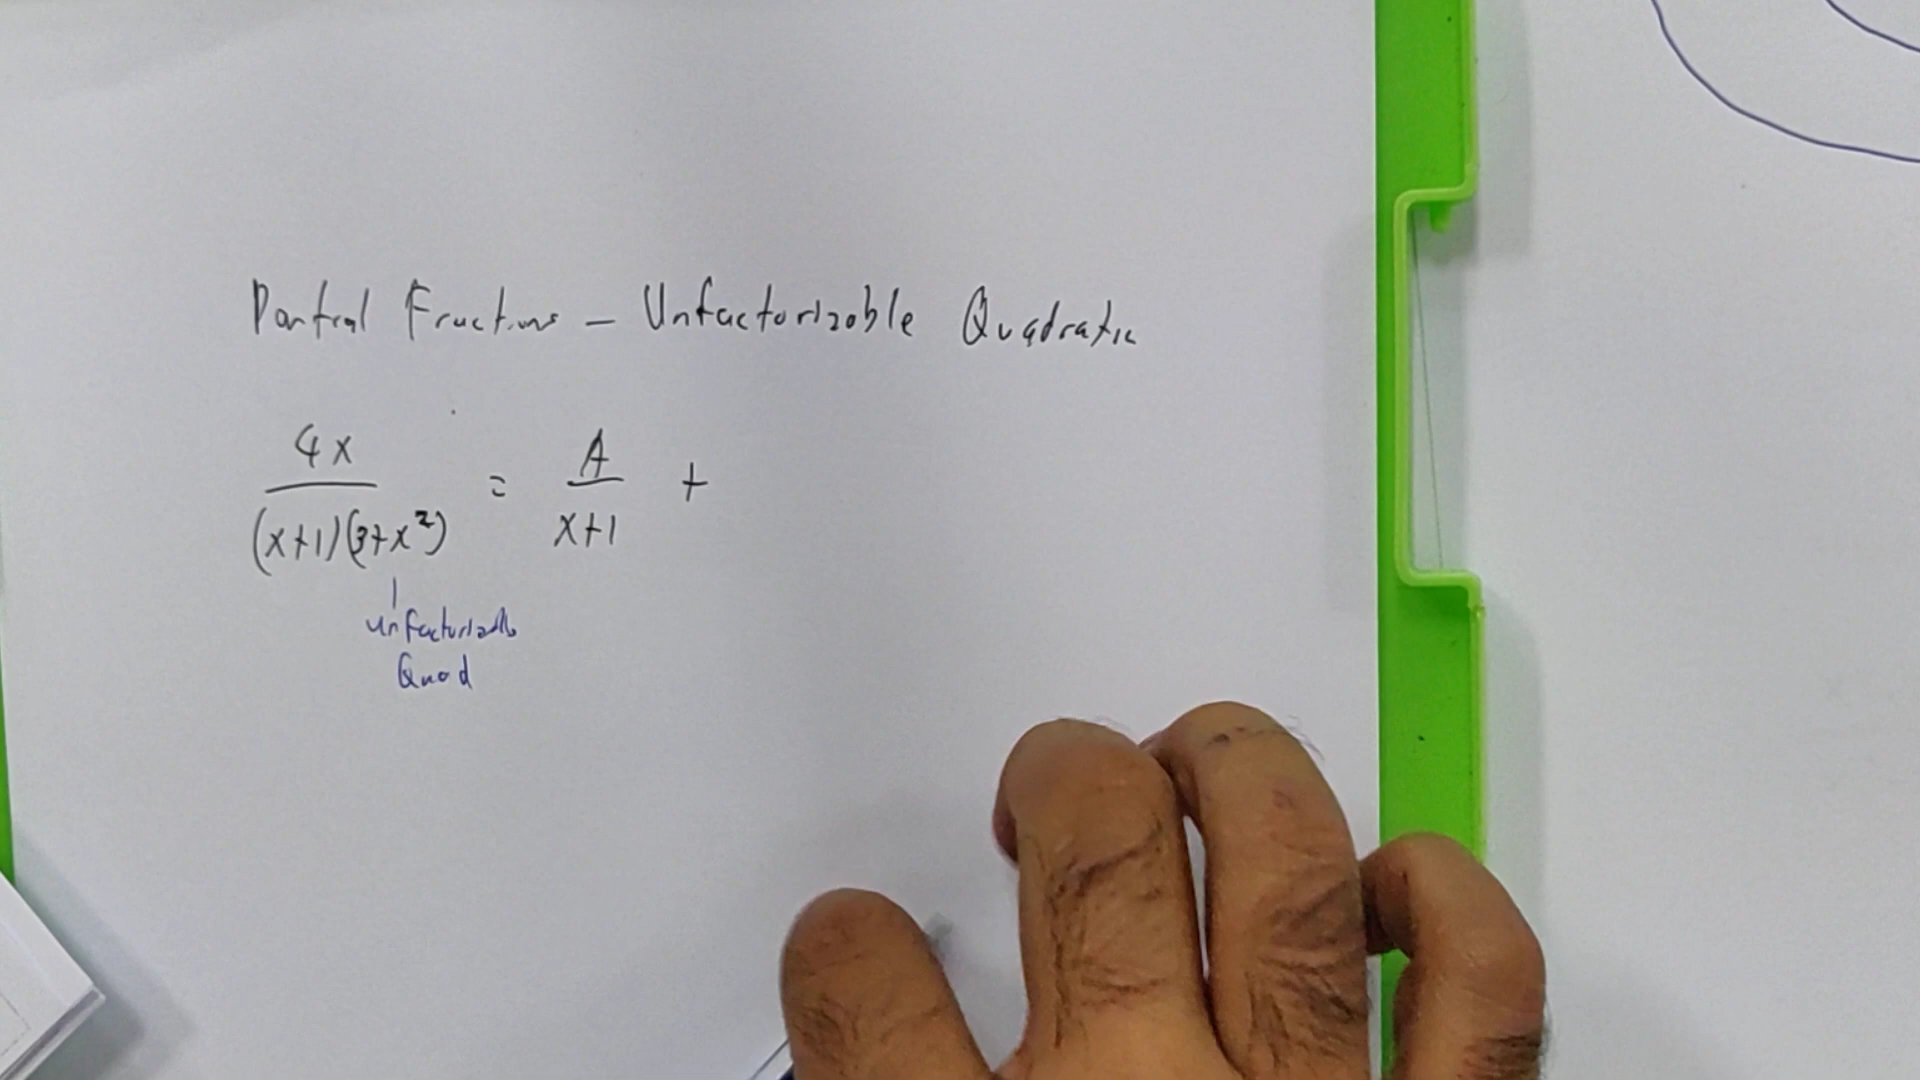 Partial Fractions - Unfactorizable Quadratic
4x / (x+1)(3+x²) = A / x+1 +
unfactorizable
Quad